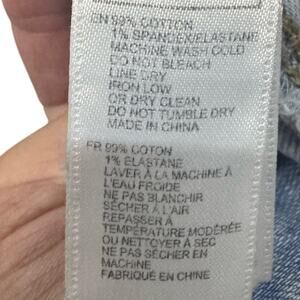 EN 99% COTTON
1% SPANDEX/ELASTANE
MACHINE WASH COLD
DO NOT BLEACH
LINE DRY
IRON LOW
OR DRY CLEAN
DO NOT TUMBLE DRY
MADE IN CHINA
FR 99% COTON
1% ELASTANE
LAVER À LA MACHINE À
L'EAU FROIDE
NE PAS BLANCHIR
SÉCHER À L'AIR
REPASSER À
TEMPÉRATURE MODÉRÉE
OU NETTOYER À SEC
NE PAS SÉCHER EN
MACHINE
FABRIQUÉ EN CHINE